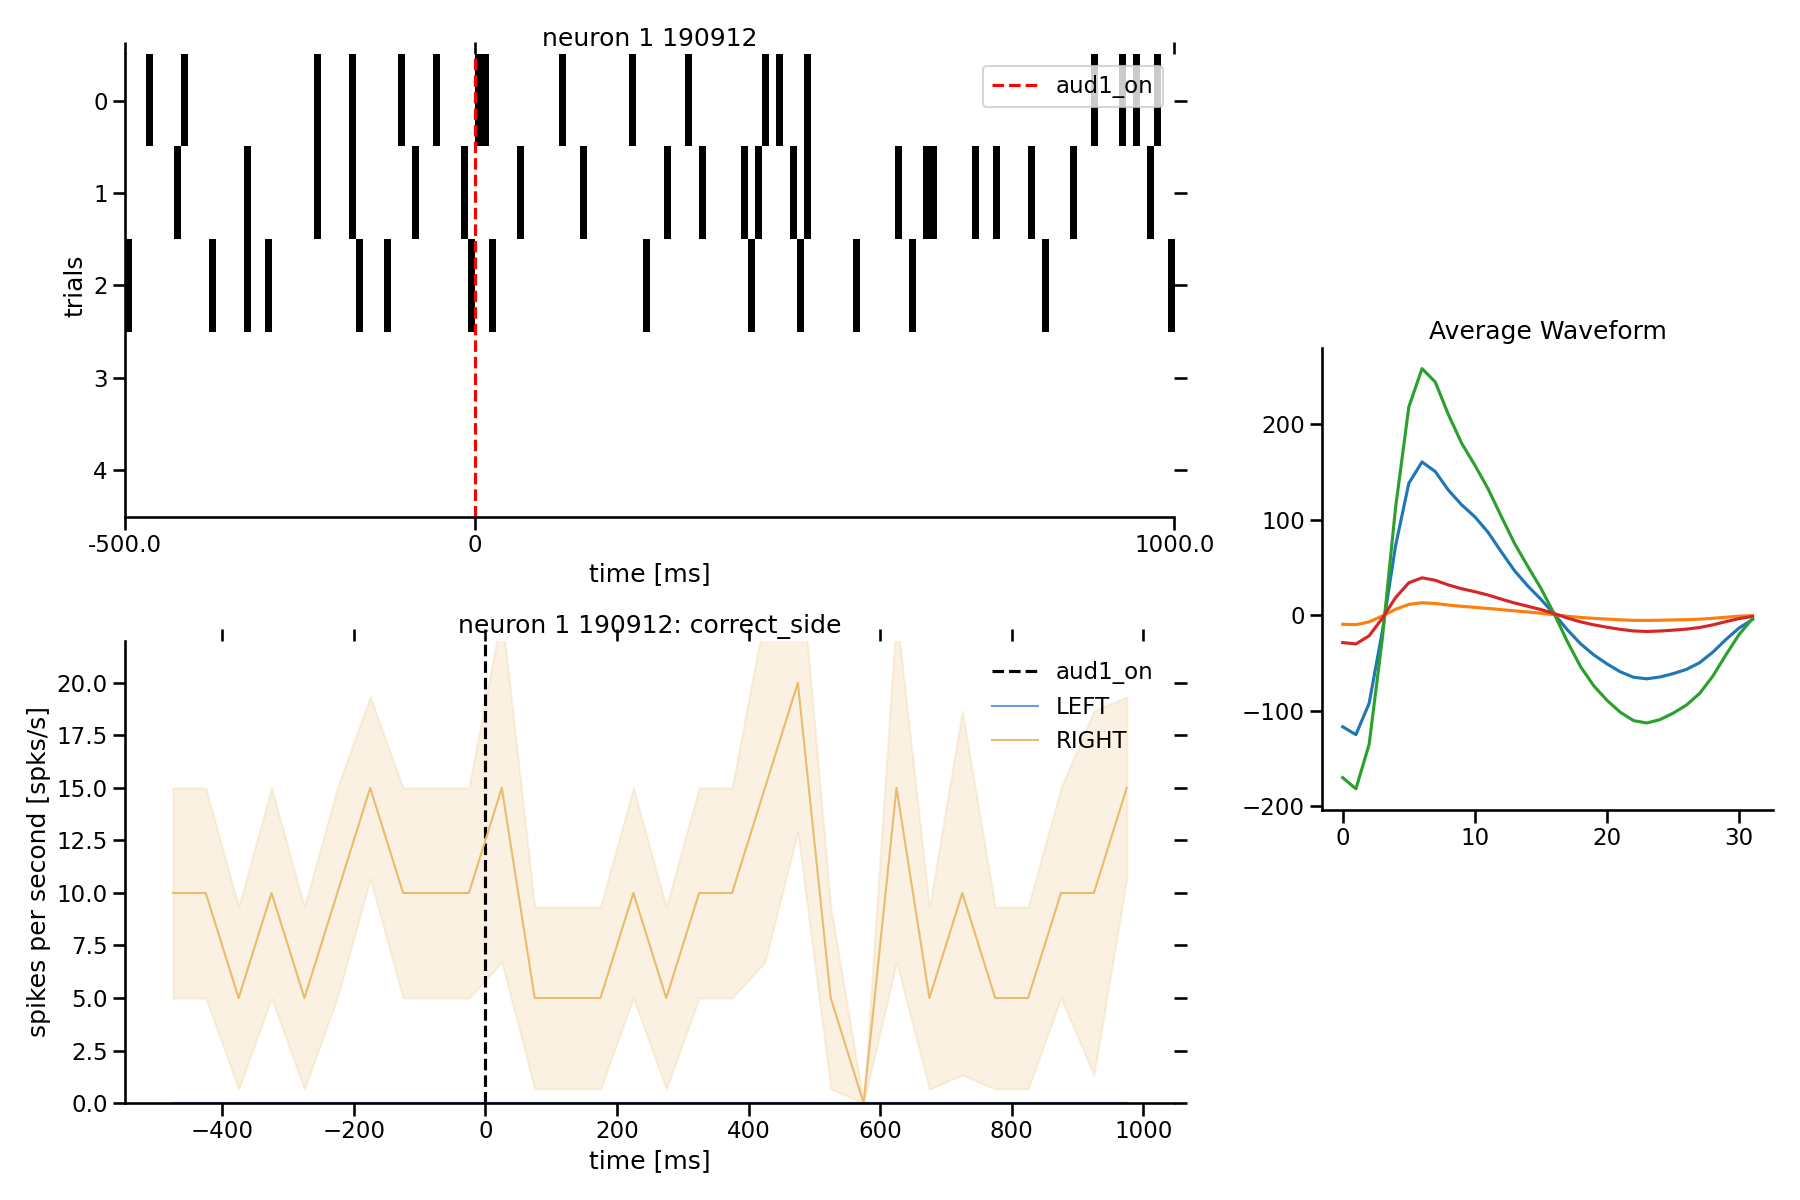 neuron 1 190912
aud1_on
trials
0
1
2
3
4
-500.0 0 1000.0
time [ms]
neuron 1 190912: correct_side
aud1_on
LEFT
RIGHT
spikes per second [spks/s]
20.0
17.5
15.0
12.5
10.0
7.5
5.0
2.5
0.0
−400 −200 0 200 400 600 800 1000
time [ms]
Average Waveform
200
100
0
−100
−200
0 10 20 30